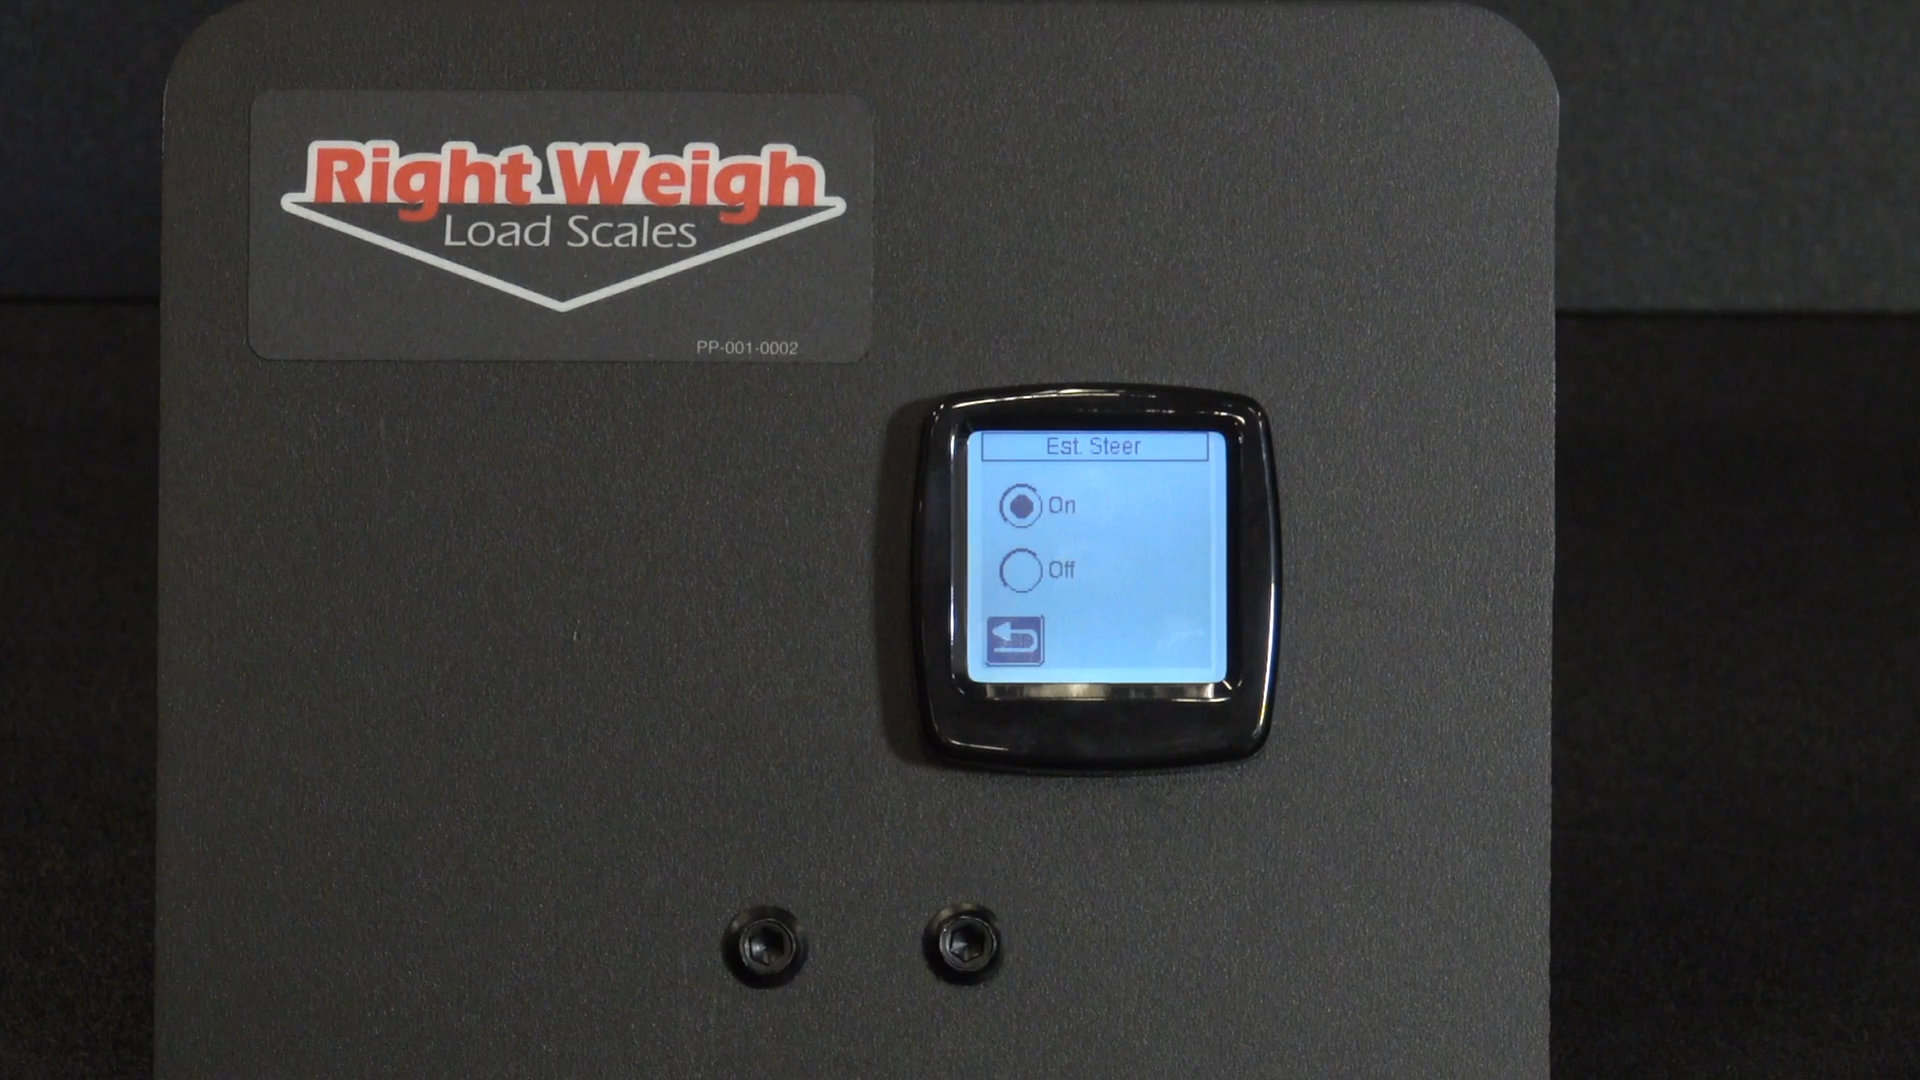 Right Weigh
Load Scales
PP-001-0002
Est. Steer
On
Off